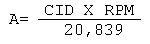 A= CID X RPM
20,839